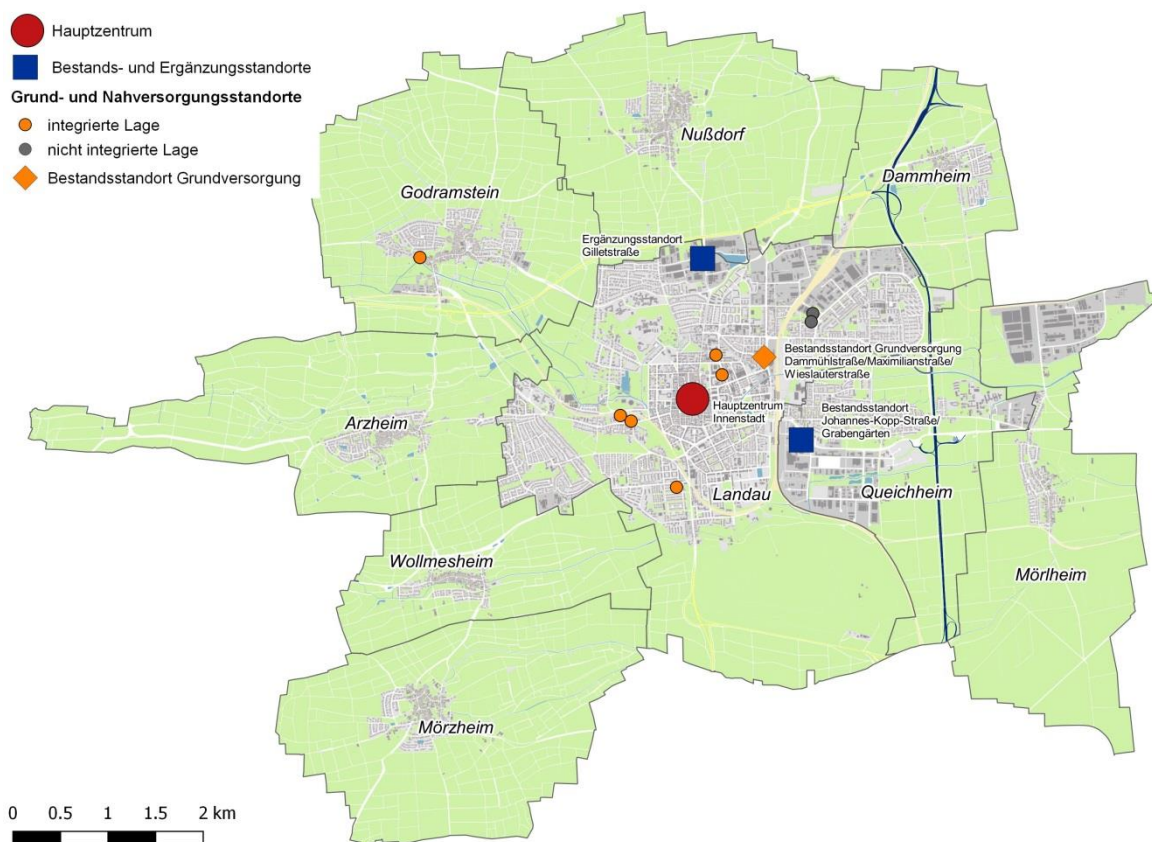 Hauptzentrum
Bestands- und Ergänzungsstandorte
Grund- und Nahversorgungsstandorte
integrierte Lage
nicht integrierte Lage
Bestandsstandort Grundversorgung
Nußdorf
Dammheim
Godramstein
Ergänzungsstandort
Gilletstraße
Bestandsstandort Grundversorgung
Dammühlstraße/Maximilianstraße/
Wieslauterstraße
Hauptzentrum
Innenstadt
Bestandsstandort
Johannes-Kopp-Straße/
Grabengärten
Arzheim
Landau
Queichheim
Wollmesheim
Mörlheim
Mörzheim
0 0.5 1 1.5 2 km